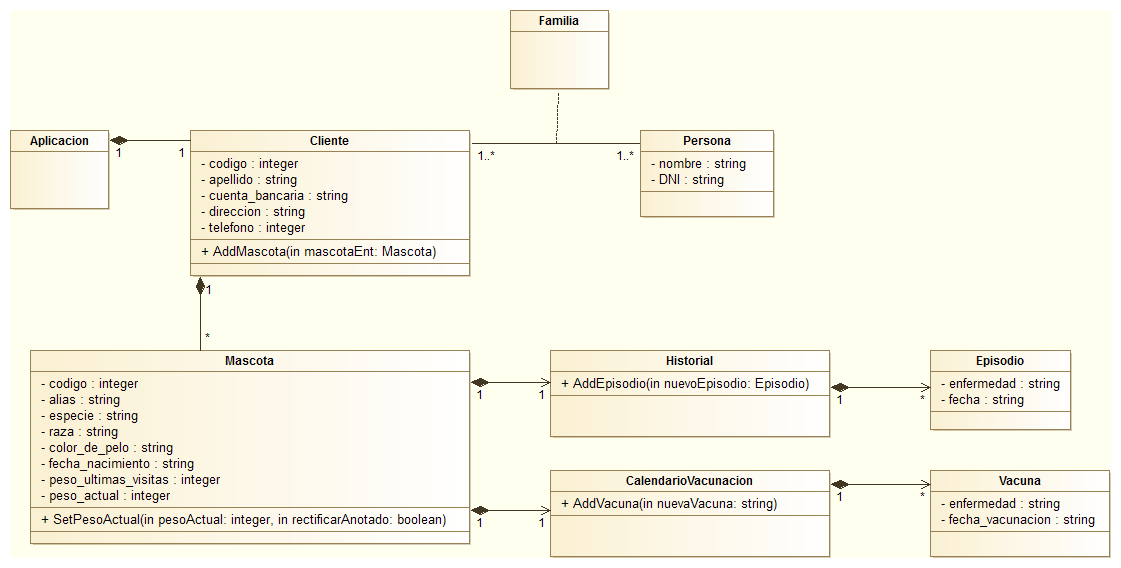 Familia
Aplicacion
1
1
Cliente
- codigo : integer
- apellido : string
- cuenta_bancaria : string
- direccion : string
- telefono : integer
+ AddMascota(in mascotaEnt: Mascota)
1..*
1..*
Persona
- nombre : string
- DNI : string
1
*
Mascota
- codigo : integer
- alias : string
- especie : string
- raza : string
- color_de_pelo : string
- fecha_nacimiento : string
- peso_ultimas_visitas : integer
- peso_actual : integer
+ SetPesoActual(in pesoActual: integer, in rectificarAnotado: boolean)
1
1
Historial
+ AddEpisodio(in nuevoEpisodio: Episodio)
1
*
Episodio
- enfermedad : string
- fecha : string
1
1
CalendarioVacunacion
+ AddVacuna(in nuevaVacuna: string)
1
*
Vacuna
- enfermedad : string
- fecha_vacunacion : string